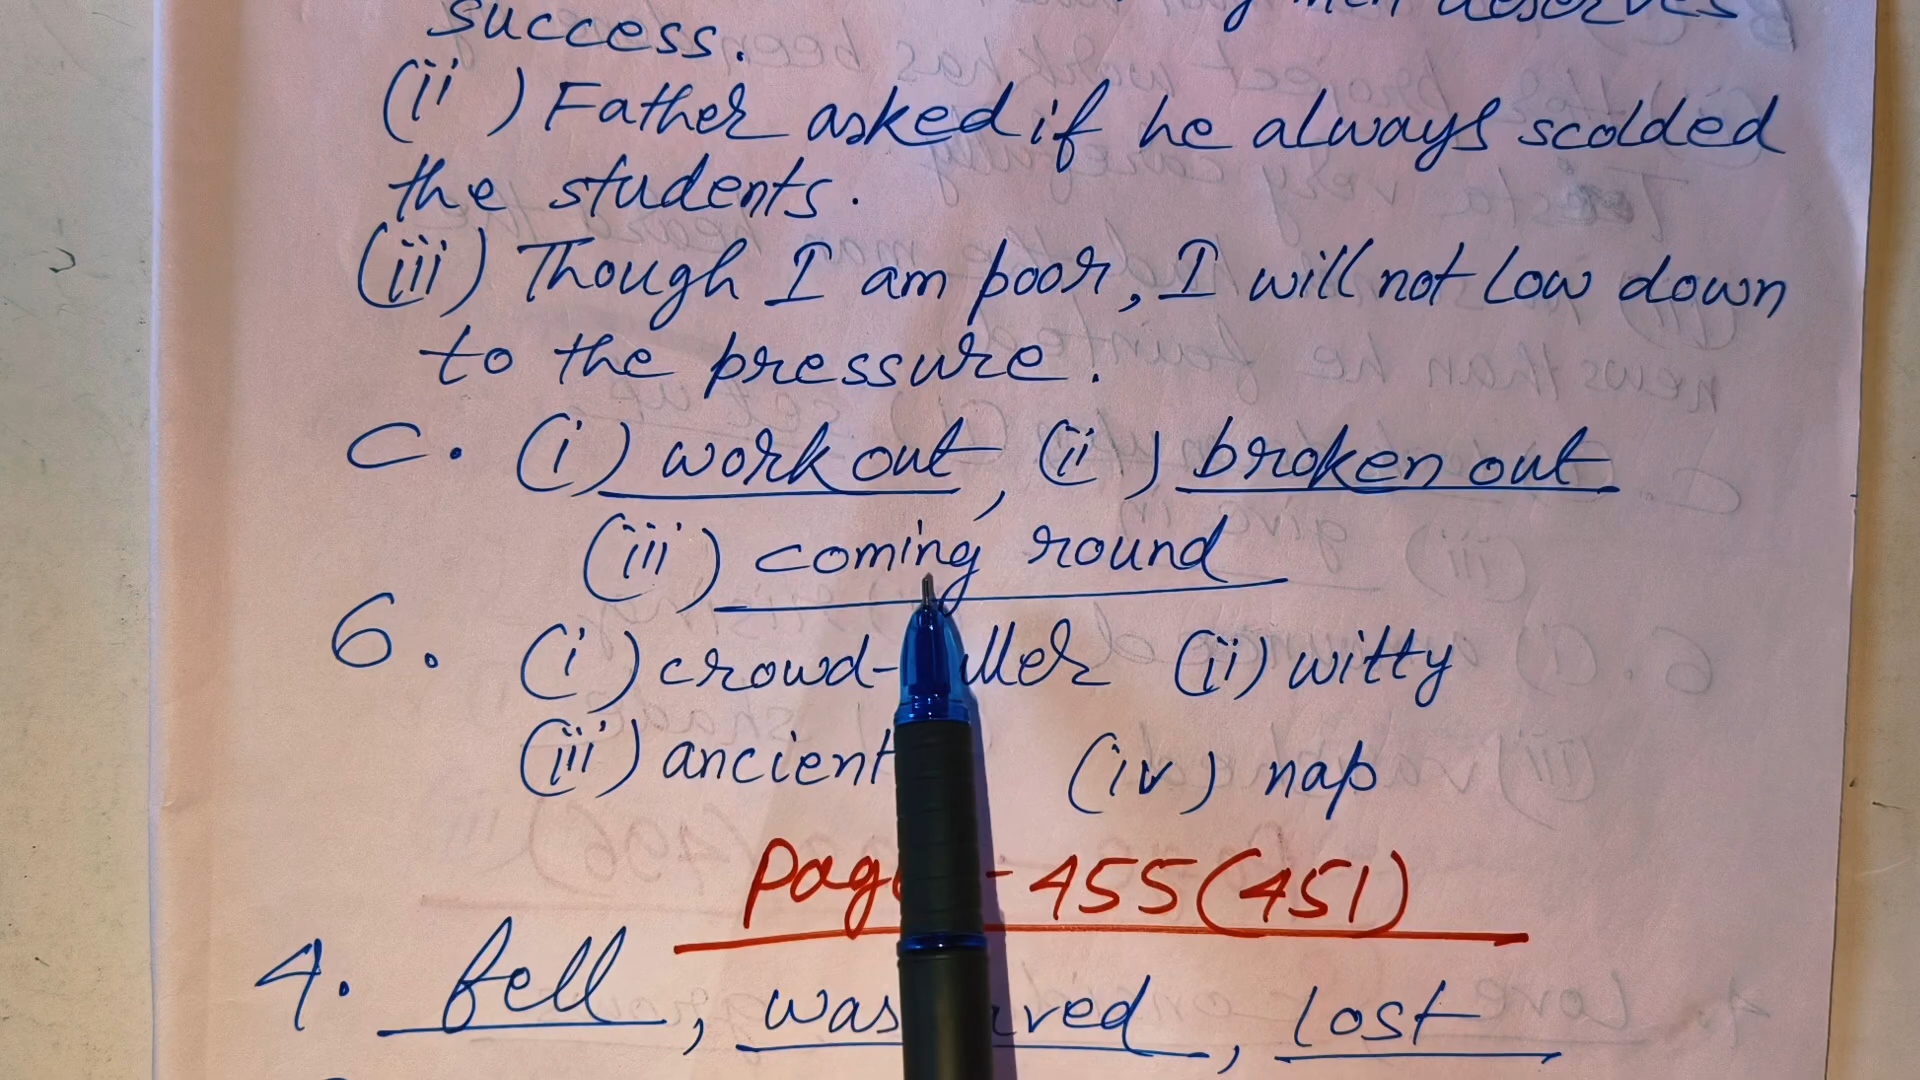 deserves
success.
(ii) Father asked if he always scolded
the students.
(iii) Though I am poor, I will not low down
to the pressure.
C. (i) work out, (ii) broken out
(iii) coming round
6. (i) crowd- (ii) witty
(iii) ancient (iv) nap
Page - 455(451)
4. fell, was, lost